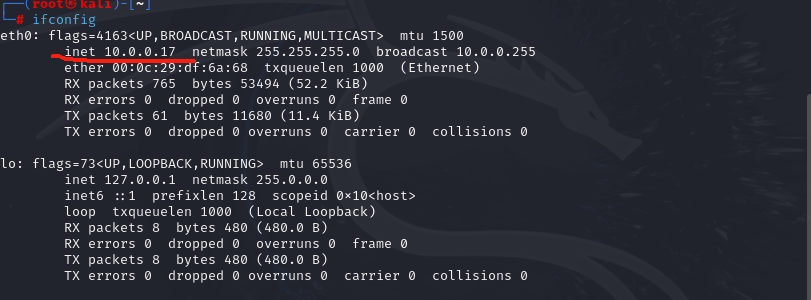 ┌──(root㉿kali)-[~]
└─# ifconfig
eth0: flags=4163<UP,BROADCAST,RUNNING,MULTICAST>  mtu 1500
        inet 10.0.0.17  netmask 255.255.255.0  broadcast 10.0.0.255
        ether 00:0c:29:df:6a:68  txqueuelen 1000  (Ethernet)
        RX packets 765  bytes 53494 (52.2 KiB)
        RX errors 0  dropped 0  overruns 0  frame 0
        TX packets 61  bytes 11680 (11.4 KiB)
        TX errors 0  dropped 0 overruns 0  carrier 0  collisions 0

lo: flags=73<UP,LOOPBACK,RUNNING>  mtu 65536
        inet 127.0.0.1  netmask 255.0.0.0
        inet6 ::1  prefixlen 128  scopeid 0×10<host>
        loop  txqueuelen 1000  (Local Loopback)
        RX packets 8  bytes 480 (480.0 B)
        RX errors 0  dropped 0  overruns 0  frame 0
        TX packets 8  bytes 480 (480.0 B)
        TX errors 0  dropped 0 overruns 0  carrier 0  collisions 0